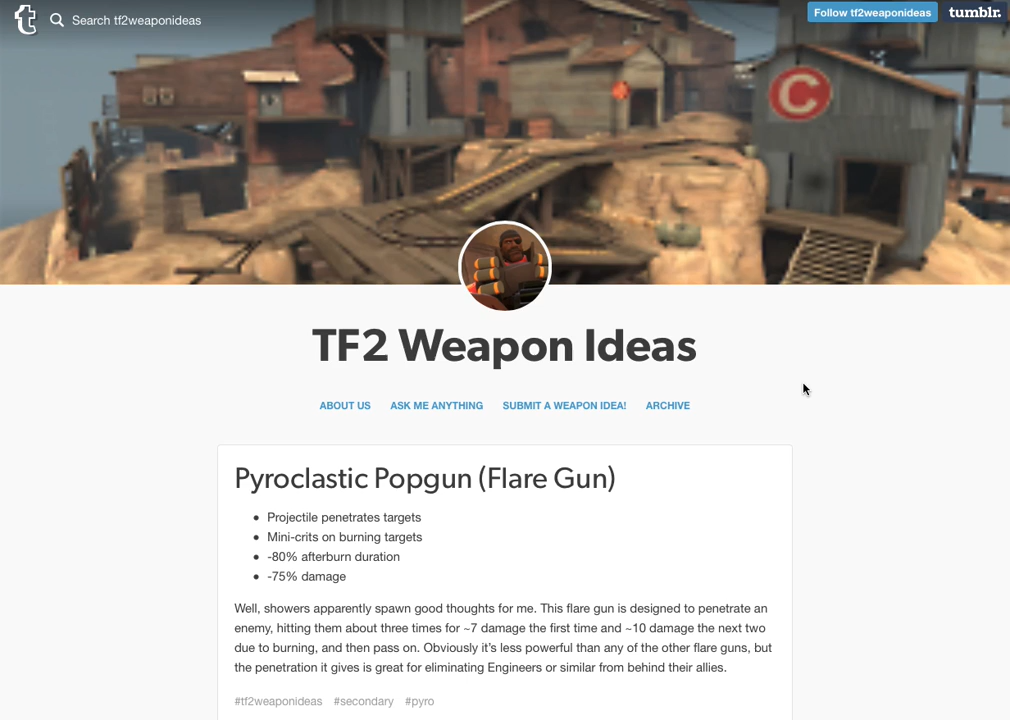 t Search tf2weaponideas Follow tf2weaponideas tumblr.
C
TF2 Weapon Ideas
ABOUT US ASK ME ANYTHING SUBMIT A WEAPON IDEA! ARCHIVE
Pyroclastic Popgun (Flare Gun)
• Projectile penetrates targets
• Mini-crits on burning targets
• -80% afterburn duration
• -75% damage
Well, showers apparently spawn good thoughts for me. This flare gun is designed to penetrate an
enemy, hitting them about three times for ~7 damage the first time and ~10 damage the next two
due to burning, and then pass on. Obviously it's less powerful than any of the other flare guns, but
the penetration it gives is great for eliminating Engineers or similar from behind their allies.
#tf2weaponideas #secondary #pyro